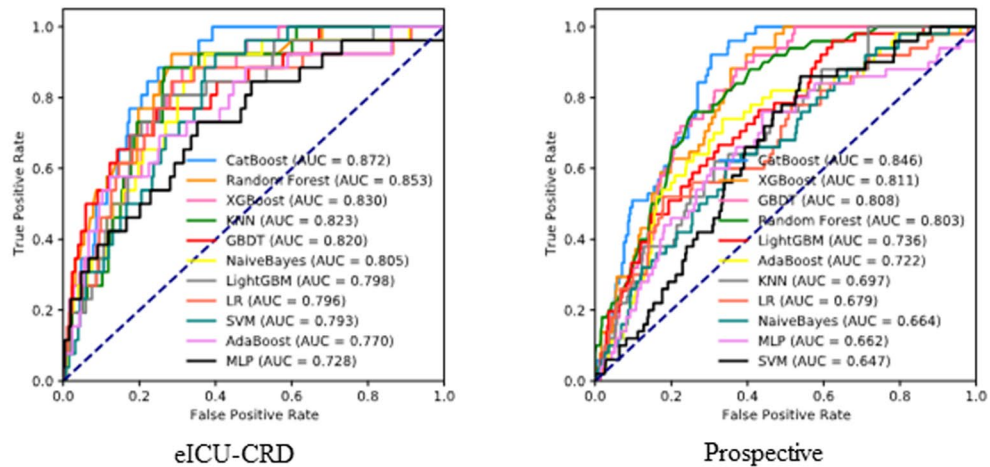 1.0
0.8
0.6
0.4
0.2
0.0
True Positive Rate
CatBoost (AUC = 0.872)
Random Forest (AUC = 0.853)
XGBoost (AUC = 0.830)
KNN (AUC = 0.823)
GBDT (AUC = 0.820)
NaiveBayes (AUC = 0.805)
LightGBM (AUC = 0.798)
LR (AUC = 0.796)
SVM (AUC = 0.793)
AdaBoost (AUC = 0.770)
MLP (AUC = 0.728)
0.0 0.2 0.4 0.6 0.8 1.0
False Positive Rate
eICU-CRD
1.0
0.8
0.6
0.4
0.2
0.0
True Positive Rate
CatBoost (AUC = 0.846)
XGBoost (AUC = 0.811)
GBDT (AUC = 0.808)
Random Forest (AUC = 0.803)
LightGBM (AUC = 0.736)
AdaBoost (AUC = 0.722)
KNN (AUC = 0.697)
LR (AUC = 0.679)
NaiveBayes (AUC = 0.664)
MLP (AUC = 0.662)
SVM (AUC = 0.647)
0.0 0.2 0.4 0.6 0.8 1.0
False Positive Rate
Prospective